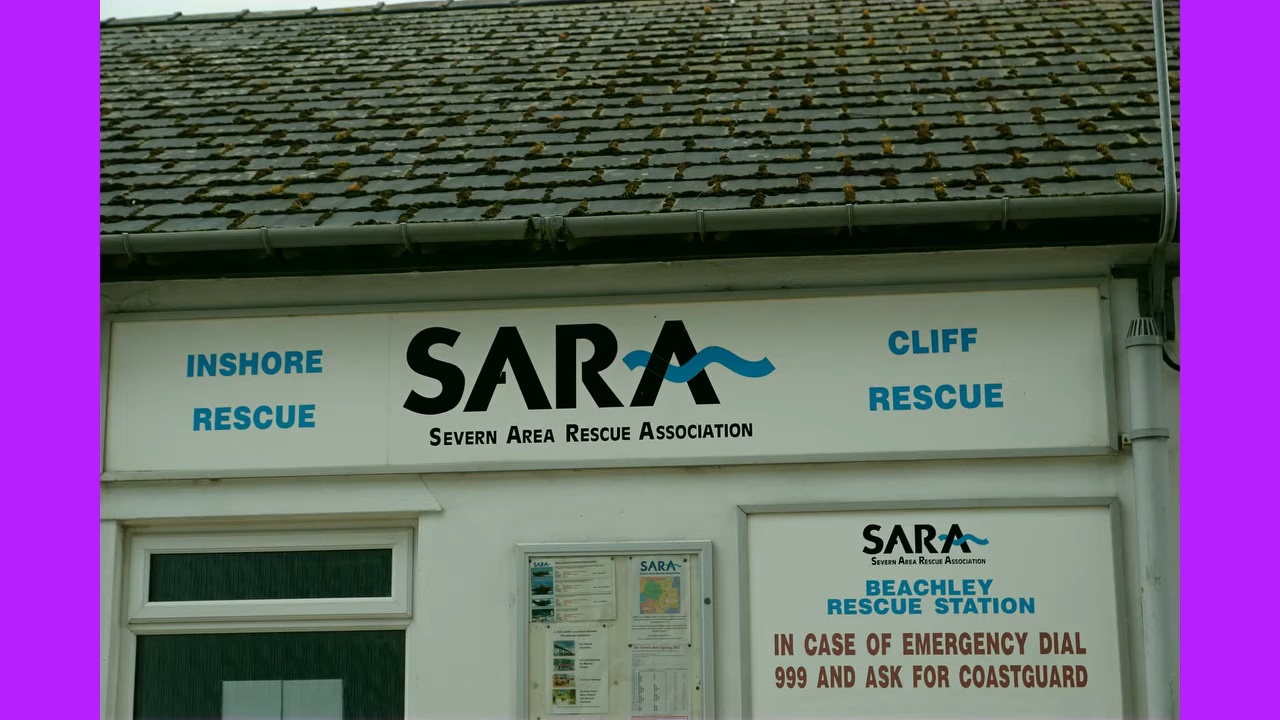 INSHORE
RESCUE
SARA
SEVERN AREA RESCUE ASSOCIATION
CLIFF
RESCUE
SARA
SEVERN AREA RESCUE ASSOCIATION
BEACHLEY
RESCUE STATION
IN CASE OF EMERGENCY DIAL
999 AND ASK FOR COASTGUARD
SARA
SARA